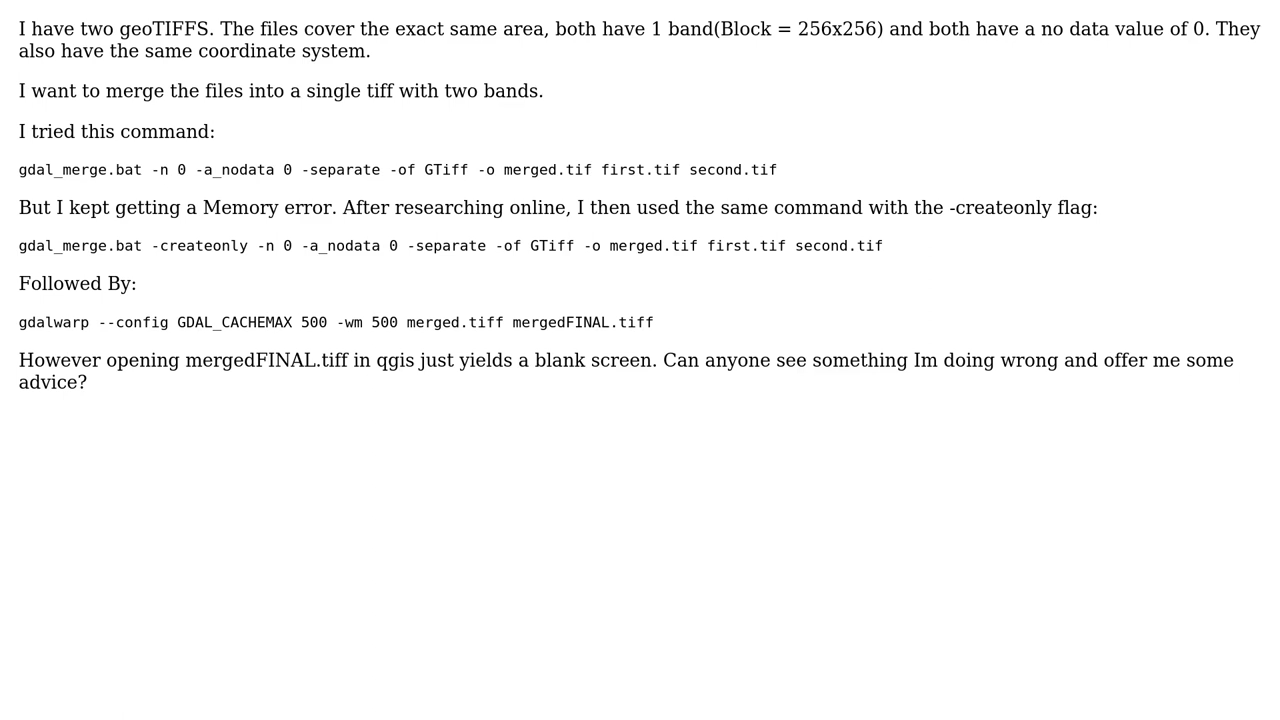 I have two geoTIFFS. The files cover the exact same area, both have 1 band(Block = 256x256) and both have a no data value of 0. They
also have the same coordinate system.
I want to merge the files into a single tiff with two bands.
I tried this command:
gdal_merge.bat -n 0 -a_nodata 0 -separate -of GTiff -o merged.tif first.tif second.tif
But I kept getting a Memory error. After researching online, I then used the same command with the -createonly flag:
gdal_merge.bat -createonly -n 0 -a_nodata 0 -separate -of GTiff -o merged.tif first.tif second.tif
Followed By:
gdalwarp --config GDAL_CACHEMAX 500 -wm 500 merged.tiff mergedFINAL.tiff
However opening mergedFINAL.tiff in qgis just yields a blank screen. Can anyone see something Im doing wrong and offer me some
advice?